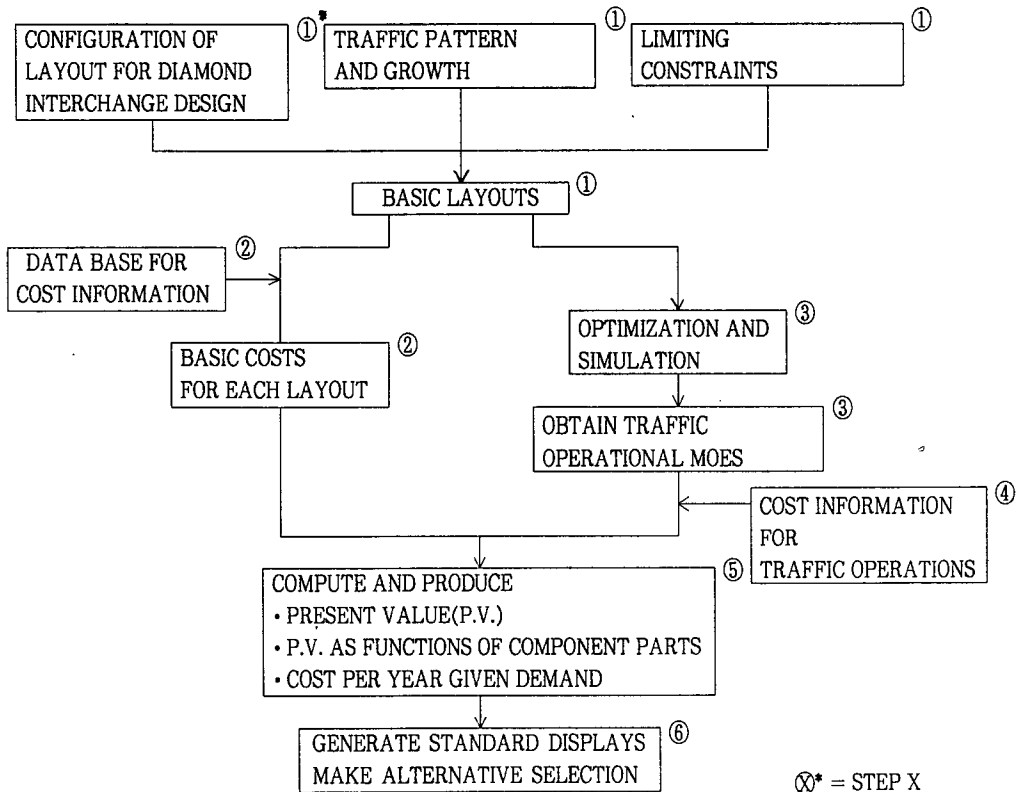 ①*
CONFIGURATION OF
LAYOUT FOR DIAMOND
INTERCHANGE DESIGN
①
TRAFFIC PATTERN
AND GROWTH
①
LIMITING
CONSTRAINTS
①
BASIC LAYOUTS
②
DATA BASE FOR
COST INFORMATION
②
BASIC COSTS
FOR EACH LAYOUT
③
OPTIMIZATION AND
SIMULATION
③
OBTAIN TRAFFIC
OPERATIONAL MOES
④
COST INFORMATION
FOR
TRAFFIC OPERATIONS
⑤
COMPUTE AND PRODUCE
• PRESENT VALUE(P.V.)
• P.V. AS FUNCTIONS OF COMPONENT PARTS
• COST PER YEAR GIVEN DEMAND
⑥
GENERATE STANDARD DISPLAYS
MAKE ALTERNATIVE SELECTION
Ⓧ* = STEP X